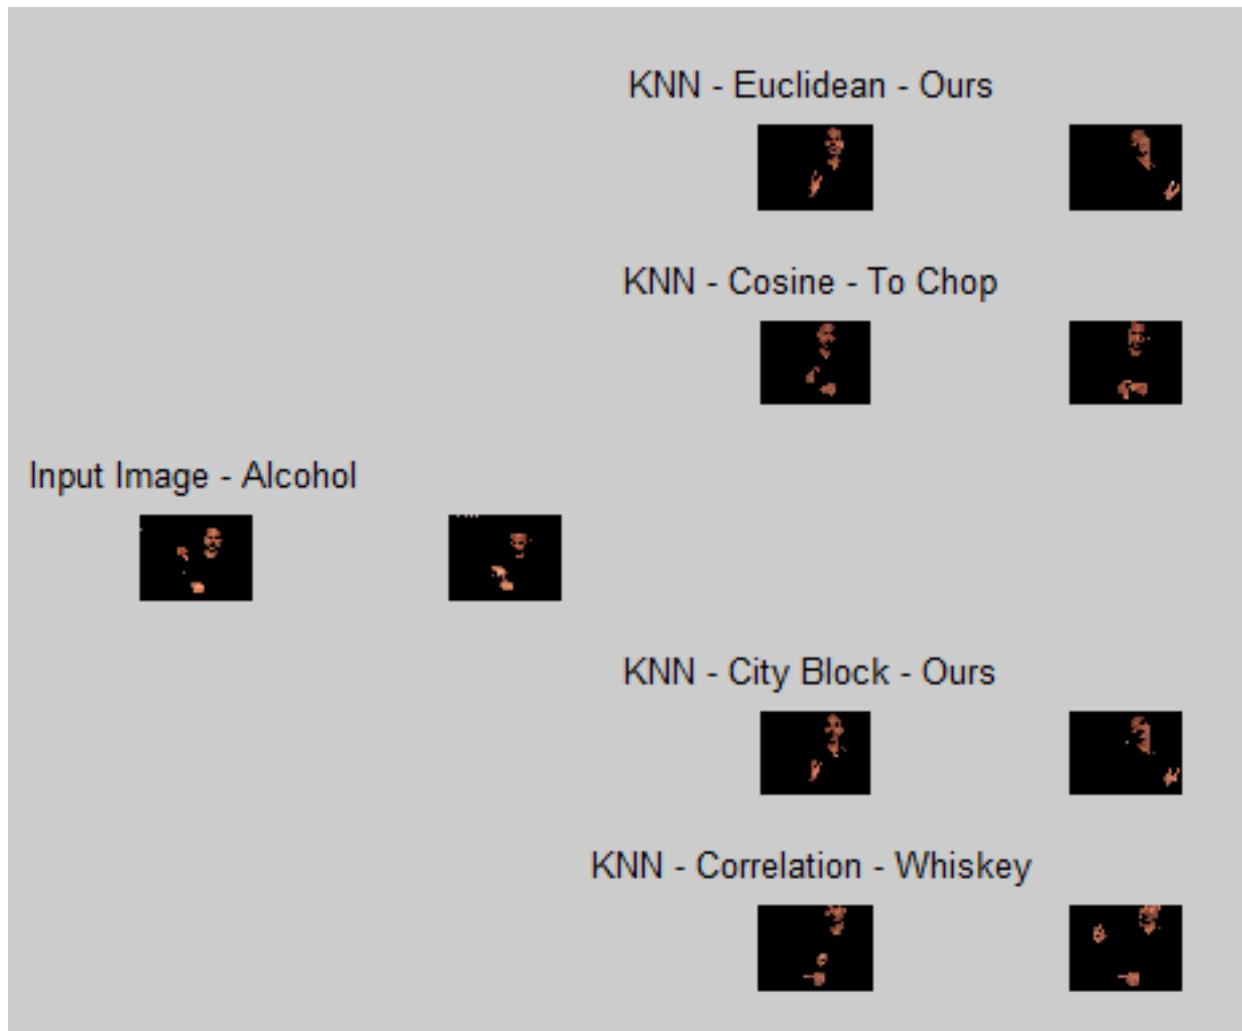 KNN - Euclidean - Ours
KNN - Cosine - To Chop
Input Image - Alcohol
KNN - City Block - Ours
KNN - Correlation - Whiskey